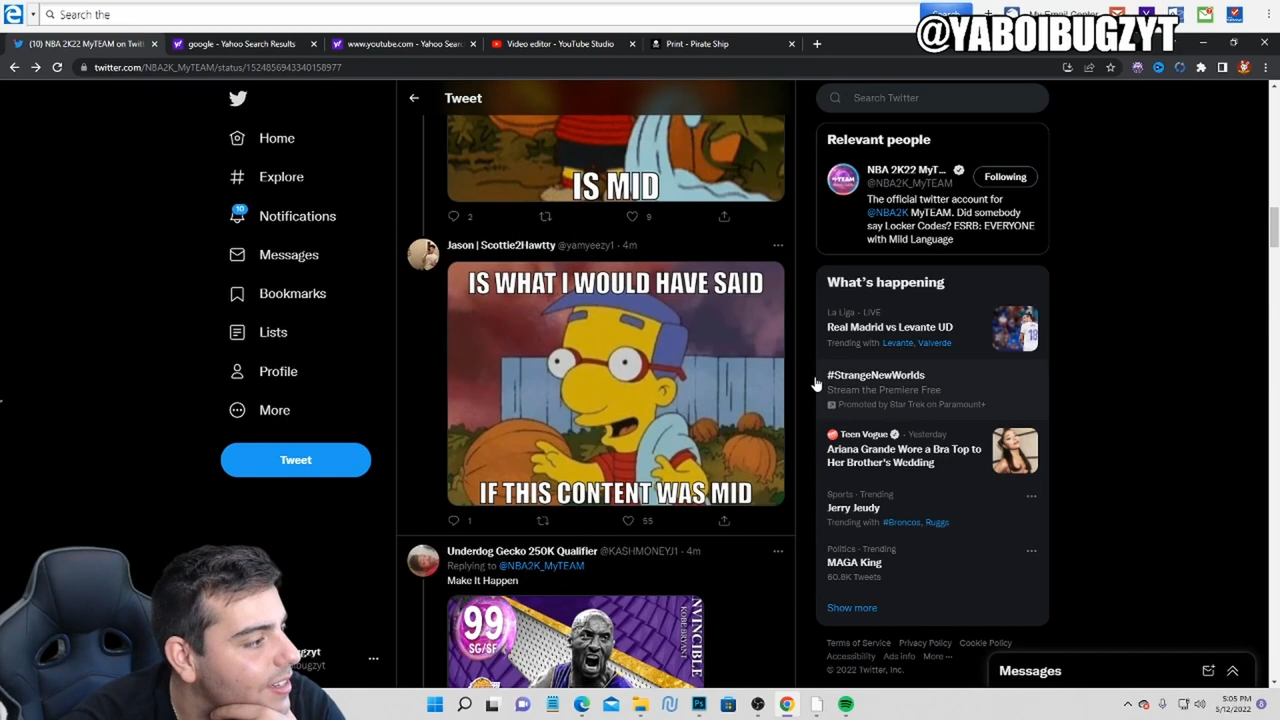 Search the
Search
My Email Center
@YABOIBUGZYT
(10) NBA 2K22 MyTEAM on Twitt
google - Yahoo Search Results
www.youtube.com - Yahoo Sear
Video editor - YouTube Studio
Print - Pirate Ship
twitter.com/NBA2K_MyTEAM/status/1524856943340158977
Home
Explore
10
Notifications
Messages
Bookmarks
Lists
Profile
More
Tweet
Tweet
IS MID
2
9
Jason | Scottie2Hawtty @yamyeezy1 · 4m
IS WHAT I WOULD HAVE SAID
IF THIS CONTENT WAS MID
1
55
Underdog Gecko 250K Qualifier @KASHMONEYJ1 · 4m
Replying to @NBA2K_MyTEAM
Make It Happen
99
SG/SF
INVINCIBLE
KOBE BRYANT
Search Twitter
Relevant people
NBA 2K22 MyT...
@NBA2K_MyTEAM
Following
The official twitter account for
@NBA2K MyTEAM. Did somebody
say Locker Codes? ESRB: EVERYONE
with Mild Language
What's happening
La Liga · LIVE
Real Madrid vs Levante UD
Trending with Levante, Valverde
#StrangeNewWorlds
Stream the Premiere Free
Promoted by Star Trek on Paramount+
Teen Vogue · Yesterday
Ariana Grande Wore a Bra Top to
Her Brother's Wedding
Sports · Trending
Jerry Jeudy
Trending with #Broncos, Ruggs
Politics · Trending
MAGA King
60.8K Tweets
Show more
Terms of Service Privacy Policy Cookie Policy
Accessibility Ads info More ···
© 2022 Twitter, Inc.
Messages
5:05 PM
5/12/2022